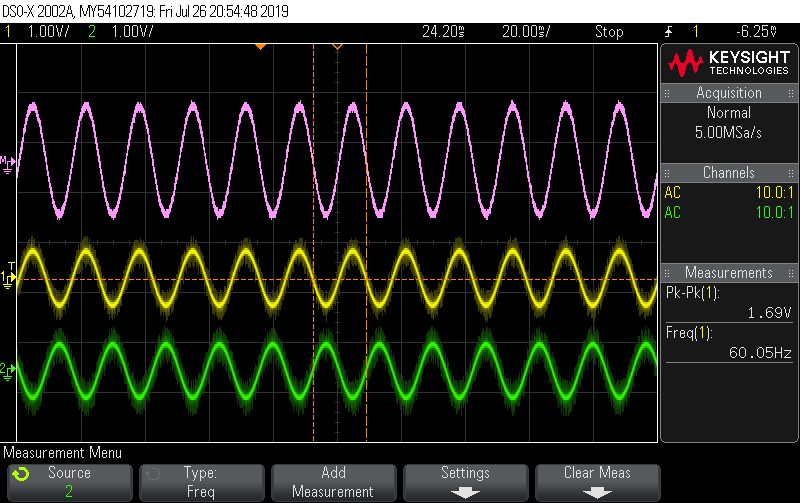 DSO-X 2002A, MY54102719: Fri Jul 26 20:54:48 2019
1 1.00V/ 2 1.00V/ 24.20ms 20.00ms/ Stop 1 -6.25mV
KEYSIGHT
TECHNOLOGIES
Acquisition
Normal
5.00MSa/s
Channels
AC 10.0:1
AC 10.0:1
Measurements
Pk-Pk(1):
1.69V
Freq(1):
60.05Hz
M
T
1
2
Measurement Menu
Source
2
Type:
Freq
Add
Measurement
Settings
Clear Meas